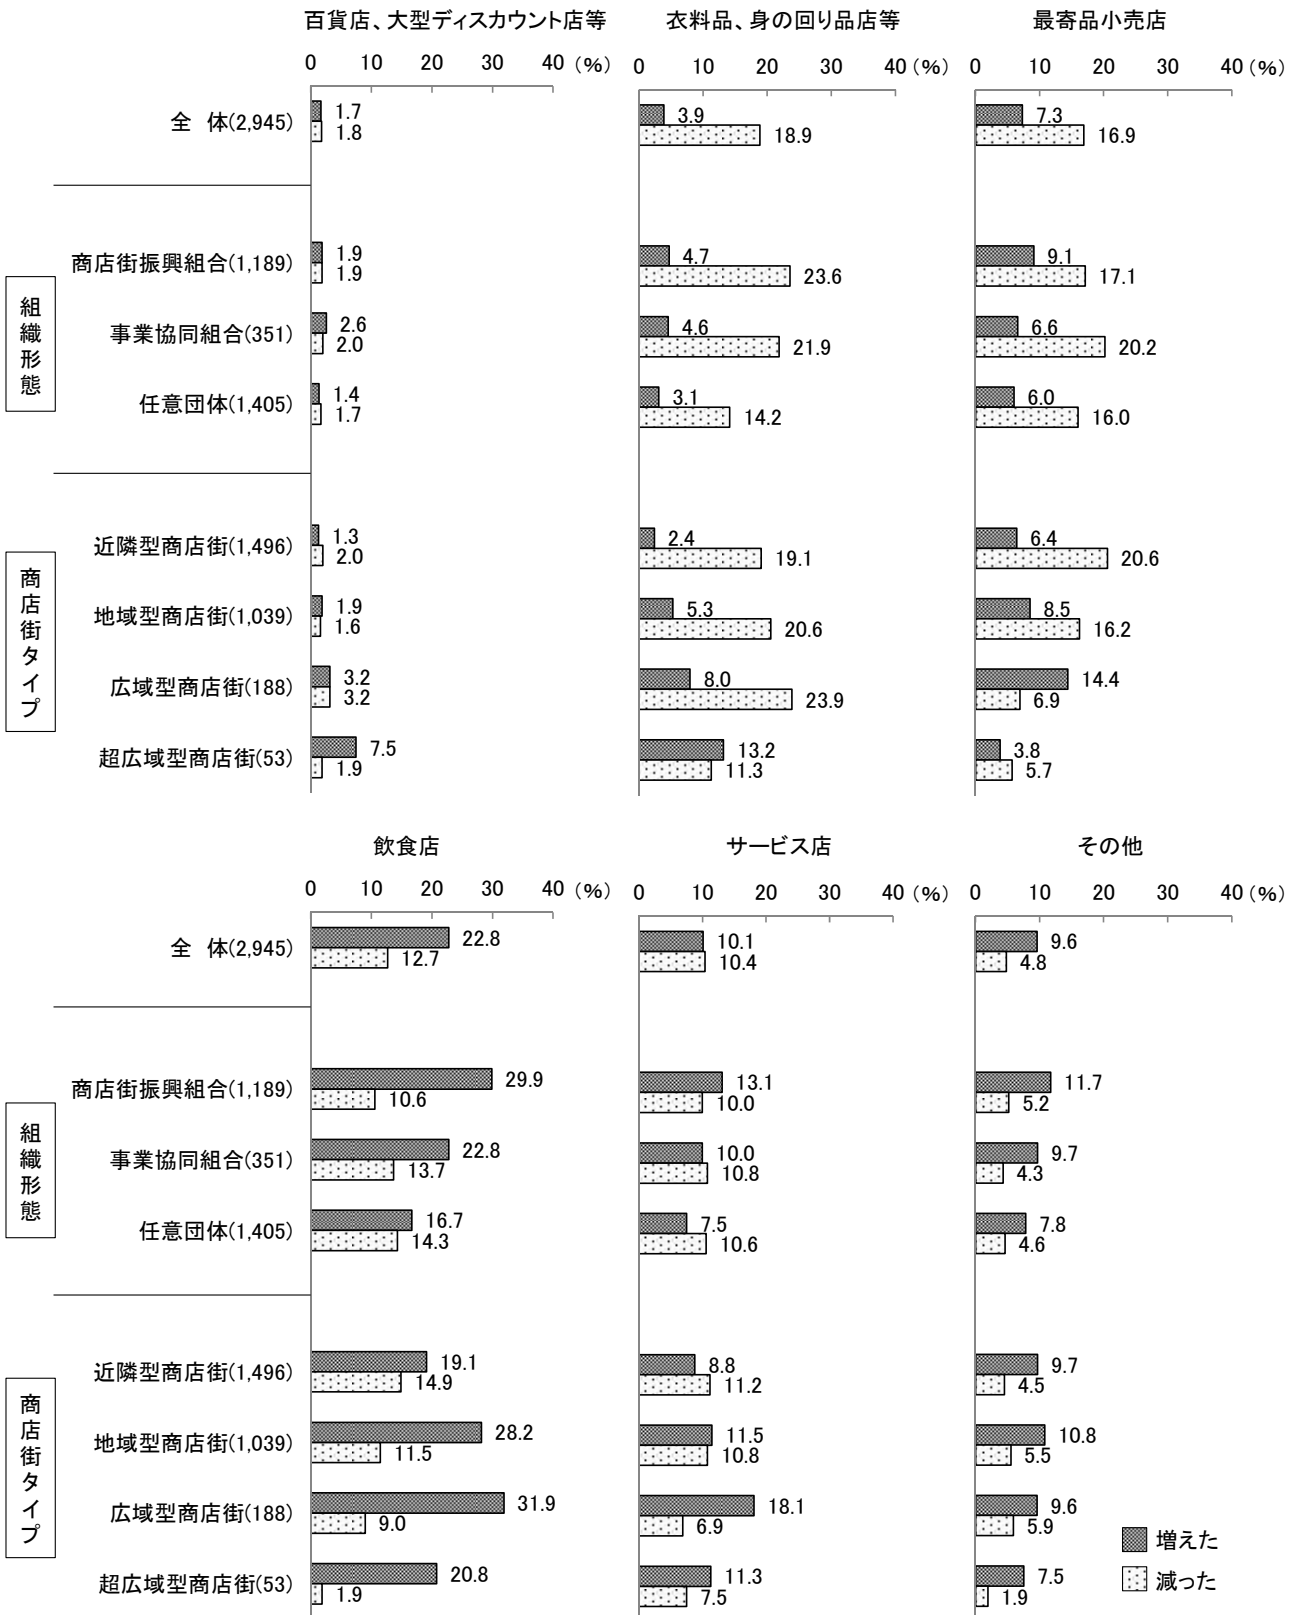 百貨店、大型ディスカウント店等 衣料品、身の回り品店等 最寄品小売店
0 10 20 30 40 (%) 0 10 20 30 40 (%) 0 10 20 30 40 (%)
全 体(2,945) 1.7 3.9 7.3
1.8 18.9 16.9
組織形態
商店街振興組合(1,189) 1.9 4.7 9.1
1.9 23.6 17.1
事業協同組合(351) 2.6 4.6 6.6
2.0 21.9 20.2
任意団体(1,405) 1.4 3.1 6.0
1.7 14.2 16.0
商店街タイプ
近隣型商店街(1,496) 1.3 2.4 6.4
2.0 19.1 20.6
地域型商店街(1,039) 1.9 5.3 8.5
1.6 20.6 16.2
広域型商店街(188) 3.2 8.0 14.4
3.2 23.9 6.9
超広域型商店街(53) 7.5 13.2 3.8
1.9 11.3 5.7
飲食店 サービス店 その他
0 10 20 30 40 (%) 0 10 20 30 40 (%) 0 10 20 30 40 (%)
全 体(2,945) 22.8 10.1 9.6
12.7 10.4 4.8
組織形態
商店街振興組合(1,189) 29.9 13.1 11.7
10.6 10.0 5.2
事業協同組合(351) 22.8 10.0 9.7
13.7 10.8 4.3
任意団体(1,405) 16.7 7.5 7.8
14.3 10.6 4.6
商店街タイプ
近隣型商店街(1,496) 19.1 8.8 9.7
14.9 11.2 4.5
地域型商店街(1,039) 28.2 11.5 10.8
11.5 10.8 5.5
広域型商店街(188) 31.9 18.1 9.6
9.0 6.9 5.9
超広域型商店街(53) 20.8 11.3 7.5
1.9 7.5 1.9
増えた
減った